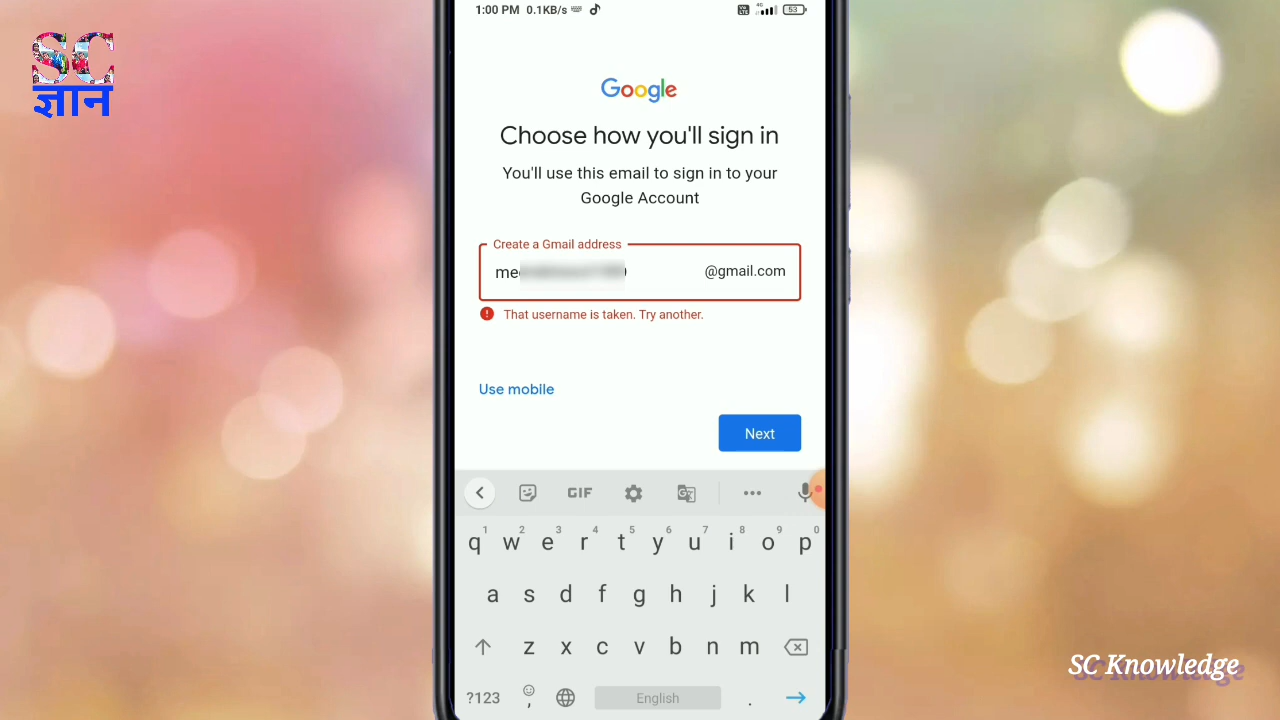 SC
ज्ञान
1:00 PM 0.1KB/s
4G
53
Google
Choose how you'll sign in
You'll use this email to sign in to your
Google Account
Create a Gmail address
me
@gmail.com
That username is taken. Try another.
Use mobile
Next
GIF
1 2 3 4 5 6 7 8 9 0
q w e r t y u i o p
a s d f g h j k l
z x c v b n m
?123 , English .
SC Knowledge